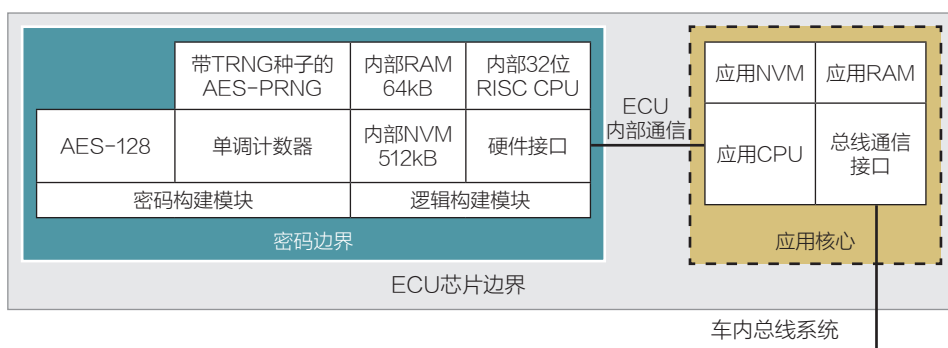 带TRNG种子的
AES-PRNG
内部RAM
64kB
内部32位
RISC CPU
AES-128
单调计数器
内部NVM
512kB
硬件接口
密码构建模块
逻辑构建模块
密码边界
ECU
内部通信
应用NVM
应用RAM
应用CPU
总线通信
接口
应用核心
ECU芯片边界
车内总线系统